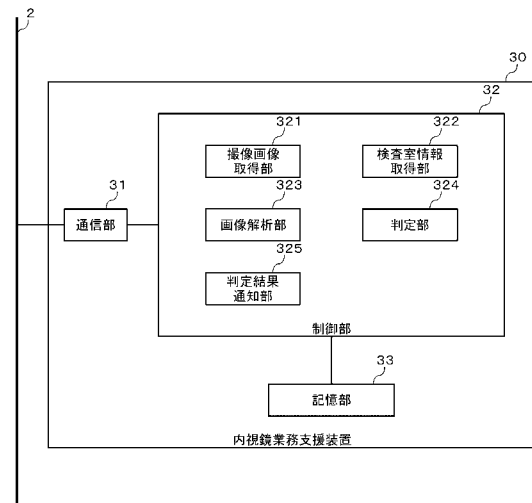 2
30
32
321
撮像画像
取得部
322
検査室情報
取得部
31
通信部
323
画像解析部
324
判定部
325
判定結果
通知部
制御部
33
記憶部
内視鏡業務支援装置